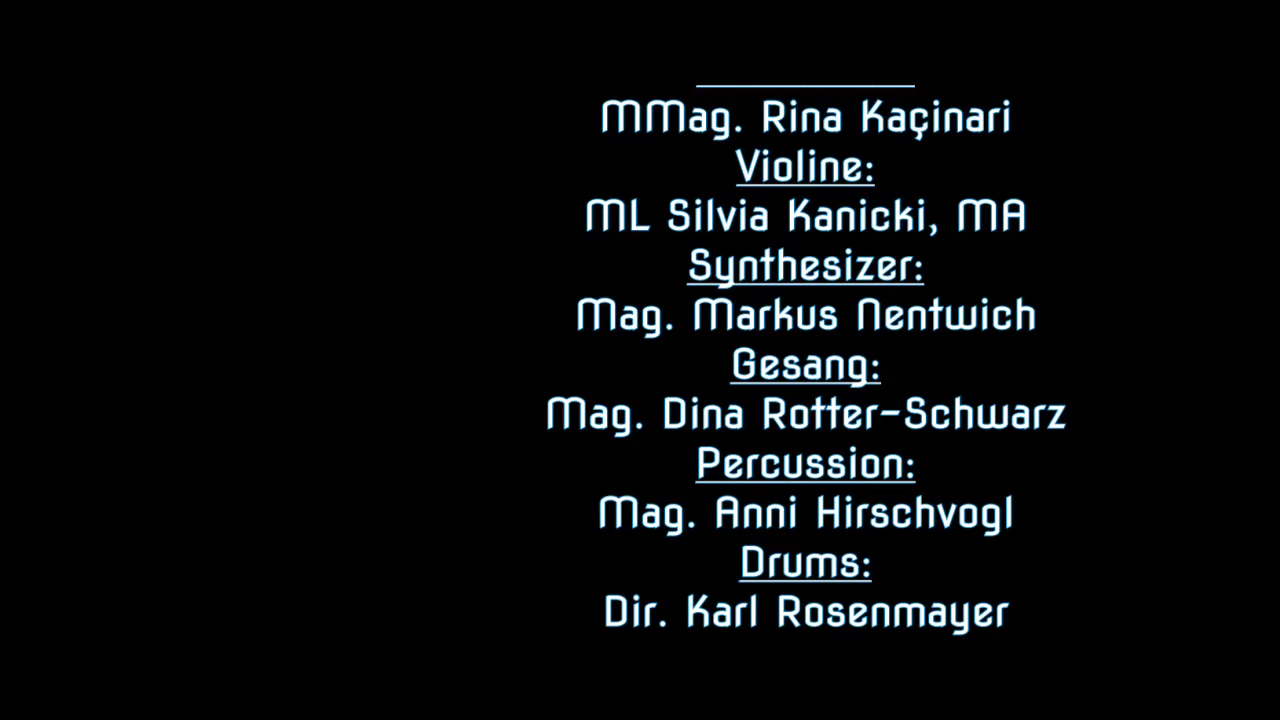 MMag. Rina Kaçinari
Violine:
ML Silvia Kanicki, MA
Synthesizer:
Mag. Markus Nentwich
Gesang:
Mag. Dina Rotter-Schwarz
Percussion:
Mag. Anni Hirschvogl
Drums:
Dir. Karl Rosenmayer